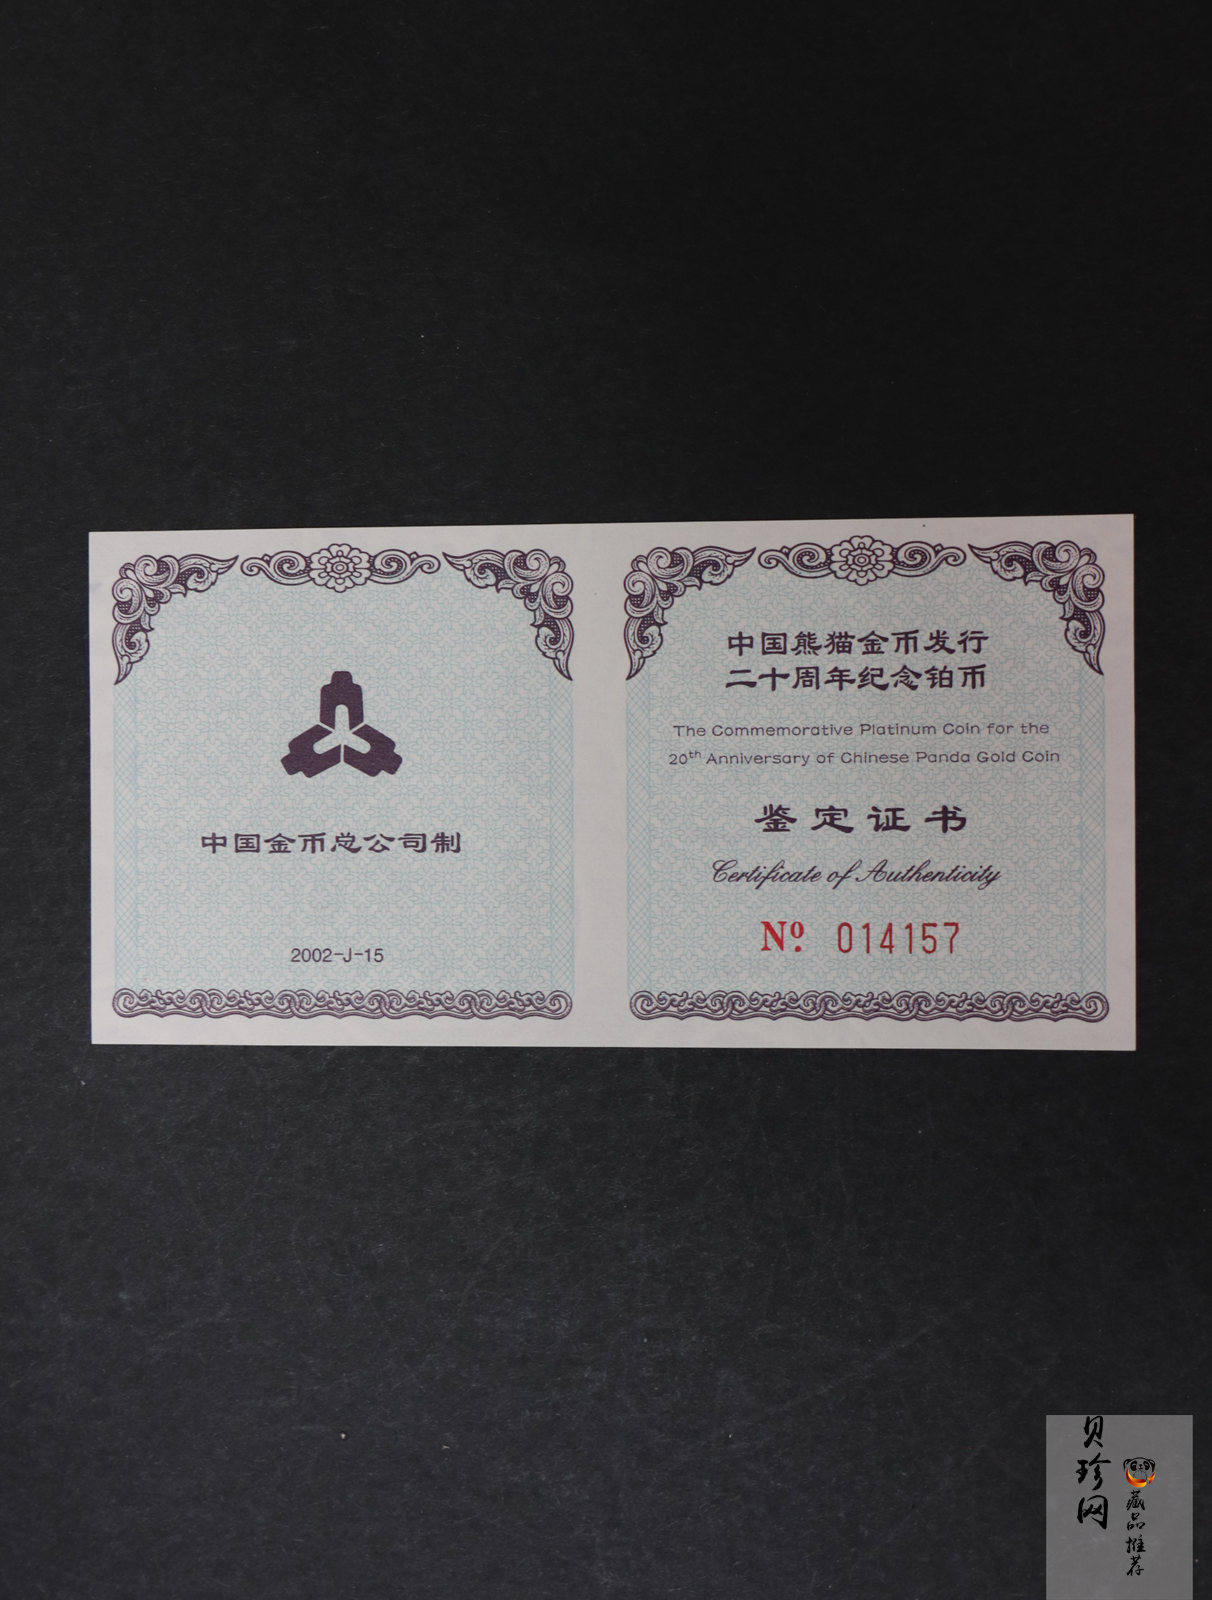 中国金币总公司制
2002-J-15
中国熊猫金币发行
二十周年纪念铂币
The Commemorative Platinum Coin for the
20th Anniversary of Chinese Panda Gold Coin
鉴定证书
Certificate of Authenticity
Nº 014157
贝珍网
藏品推荐